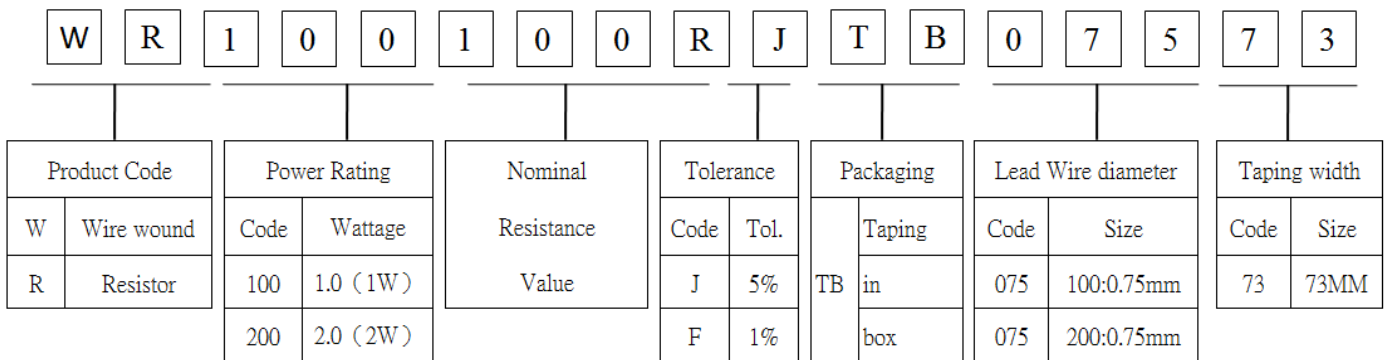 W R 1 0 0 1 0 0 R J T B 0 7 5 7 3
Product Code Power Rating Nominal Resistance Value Tolerance Packaging Lead Wire diameter Taping width
W Wire wound Code Wattage Code Tol. TB Taping in box Code Size Code Size
R Resistor 100 1.0（1W） J 5% 075 100:0.75mm 73 73MM
200 2.0（2W） F 1% 075 200:0.75mm